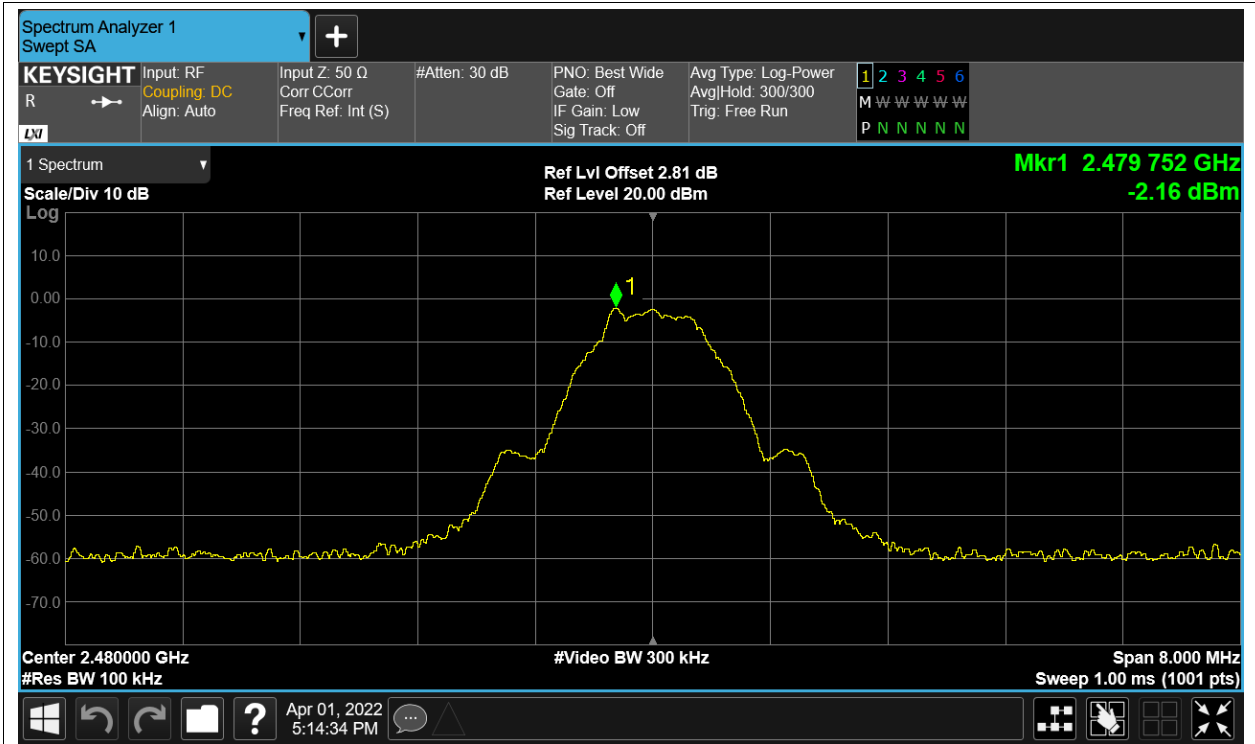 Spectrum Analyzer 1
Swept SA
+
KEYSIGHT
R
LXI
Input: RF
Coupling: DC
Align: Auto
Input Z: 50 Ω
Corr CCorr
Freq Ref: Int (S)
#Atten: 30 dB
PNO: Best Wide
Gate: Off
IF Gain: Low
Sig Track: Off
Avg Type: Log-Power
Avg|Hold: 300/300
Trig: Free Run
1 2 3 4 5 6
M W W W W W W
P N N N N N N
1 Spectrum
Scale/Div 10 dB
Log
Ref Lvl Offset 2.81 dB
Ref Level 20.00 dBm
Mkr1 2.479 752 GHz
-2.16 dBm
1
10.0
0.00
-10.0
-20.0
-30.0
-40.0
-50.0
-60.0
-70.0
Center 2.480000 GHz
#Res BW 100 kHz
#Video BW 300 kHz
Span 8.000 MHz
Sweep 1.00 ms (1001 pts)
?
Apr 01, 2022
5:14:34 PM